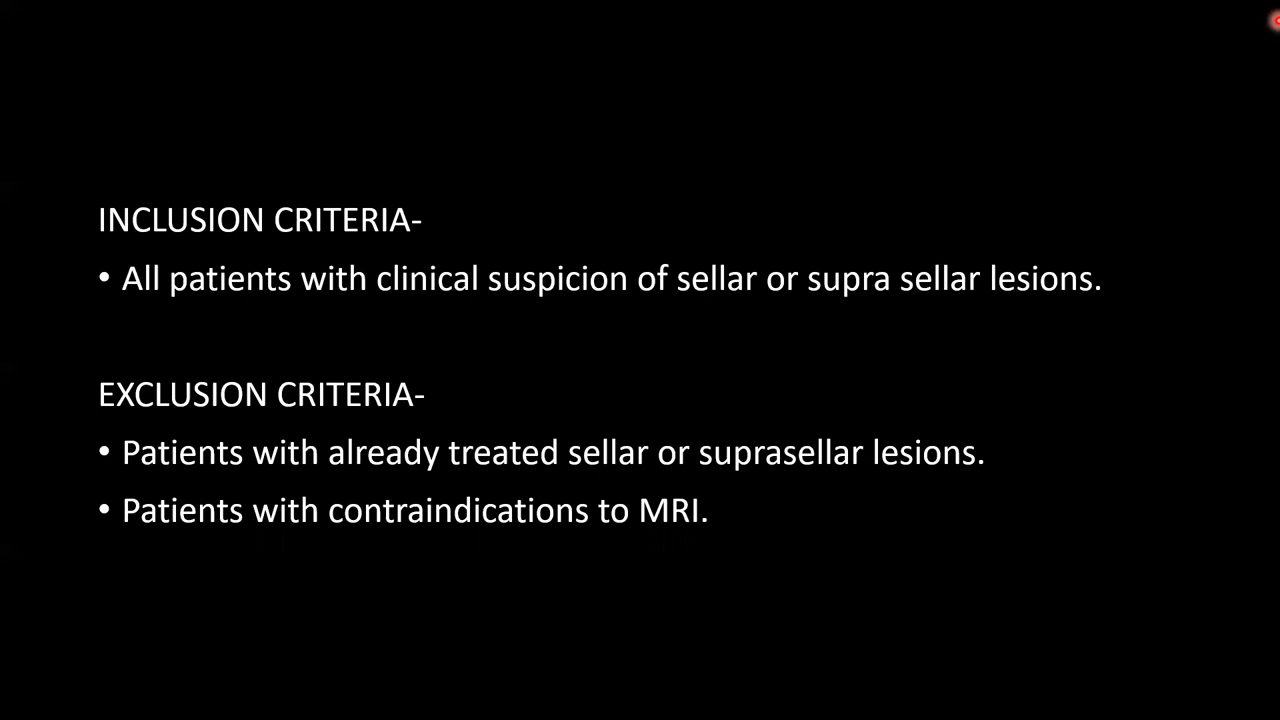 INCLUSION CRITERIA-
• All patients with clinical suspicion of sellar or supra sellar lesions.
EXCLUSION CRITERIA-
• Patients with already treated sellar or suprasellar lesions.
• Patients with contraindications to MRI.